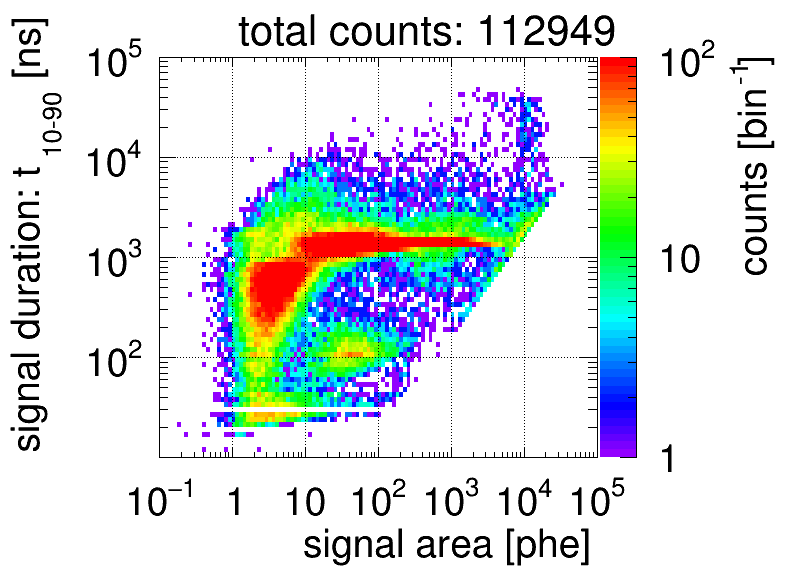 total counts: 112949
signal duration: t 10-90 [ns]
10^5
10^4
10^3
10^2
10^−1 1 10 10^2 10^3 10^4 10^5
signal area [phe]
10^2
10
1
counts [bin^-1]